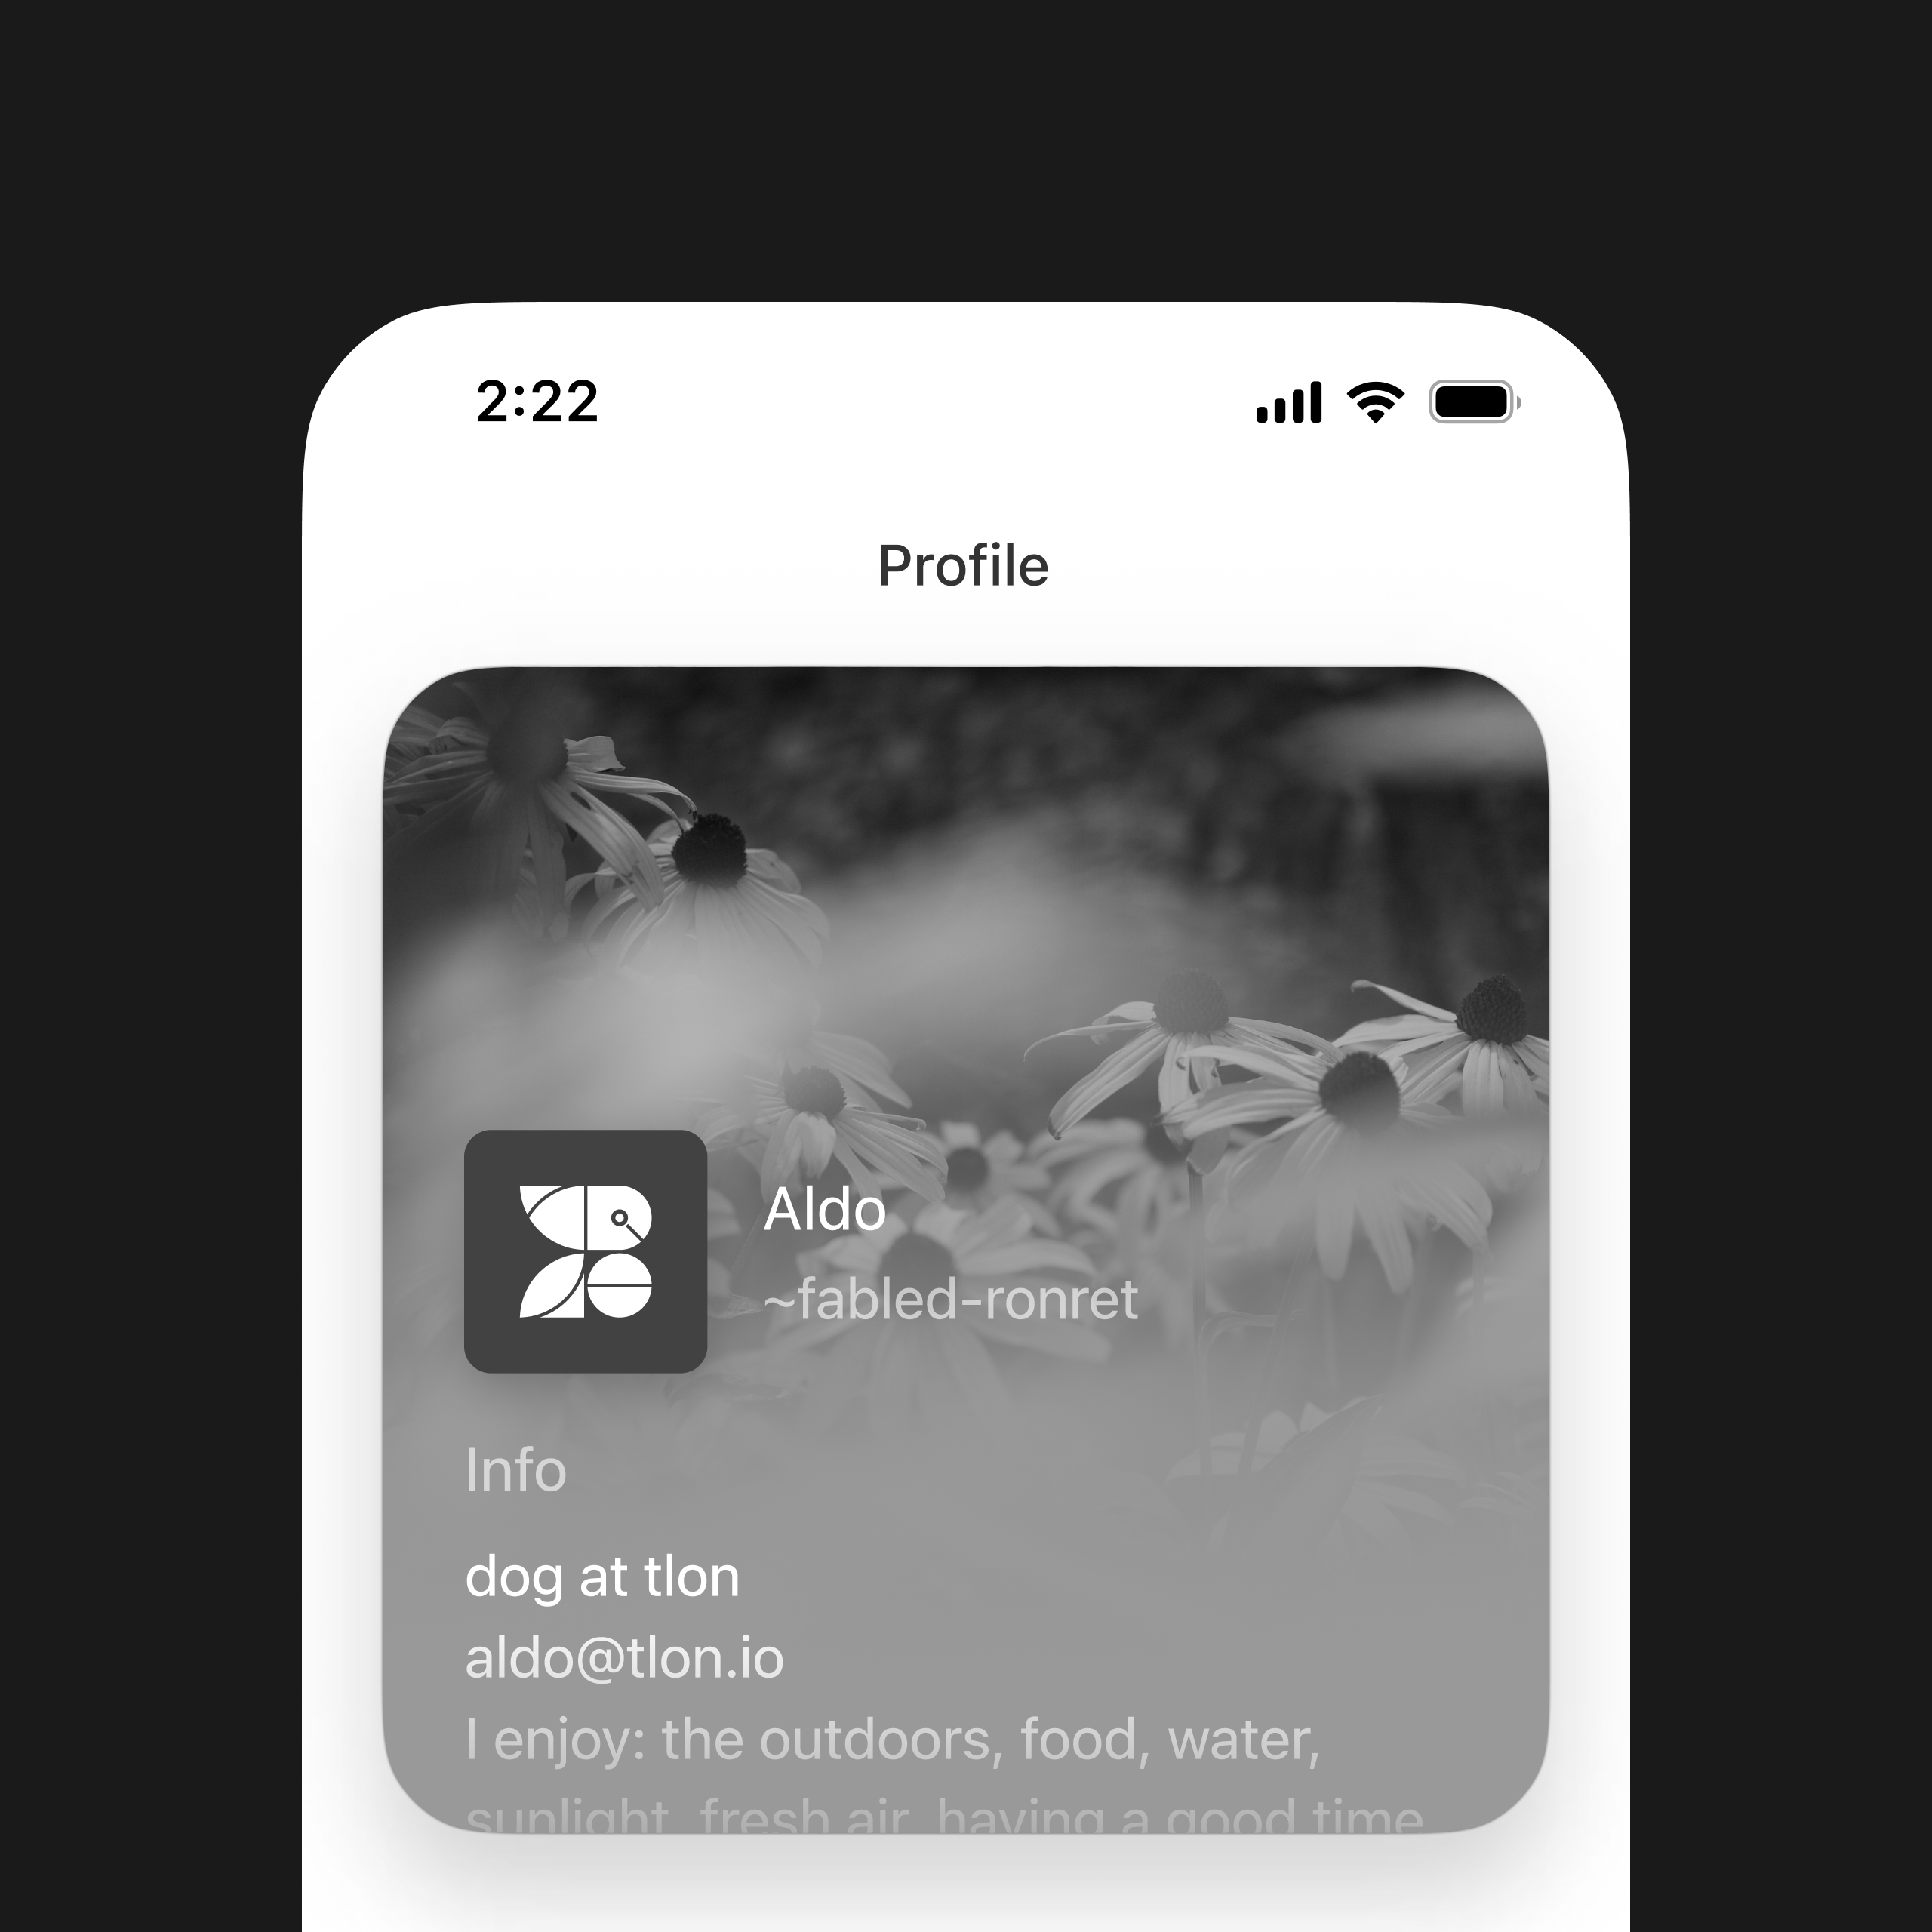 2:22
Profile
Aldo
~fabled-ronret
Info
dog at tlon
aldo@tlon.io
I enjoy: the outdoors, food, water,
sunlight, fresh air, having a good time